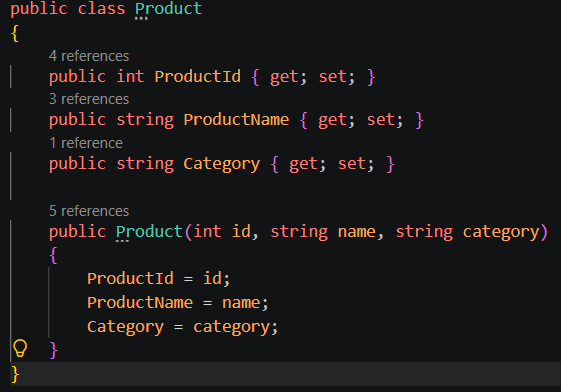 public class Product
{
4 references
public int ProductId { get; set; }
3 references
public string ProductName { get; set; }
1 reference
public string Category { get; set; }
5 references
public Product(int id, string name, string category)
{
ProductId = id;
ProductName = name;
Category = category;
}
}